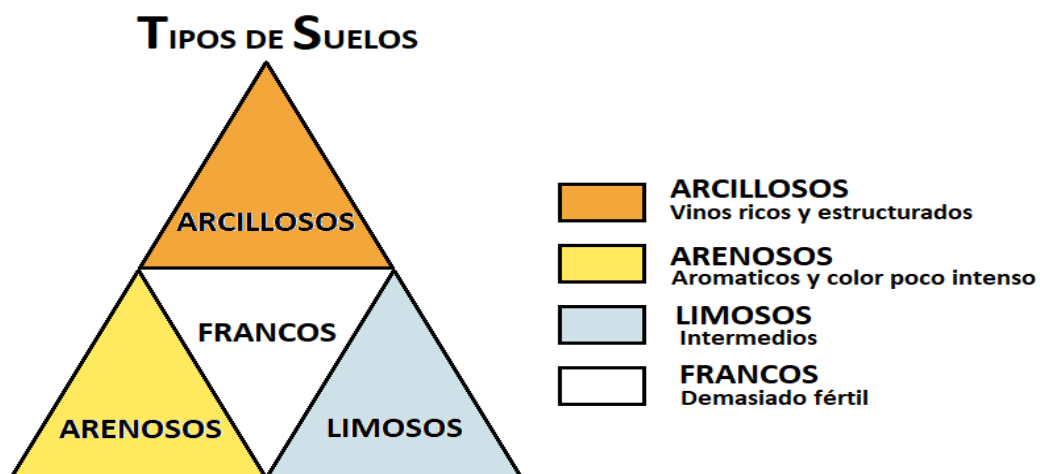 TIPOS DE SUELOS
ARCILLOSOS
FRANCOS
ARENOSOS
LIMOSOS
ARCILLOSOS
Vinos ricos y estructurados
ARENOSOS
Aromaticos y color poco intenso
LIMOSOS
Intermedios
FRANCOS
Demasiado fértil